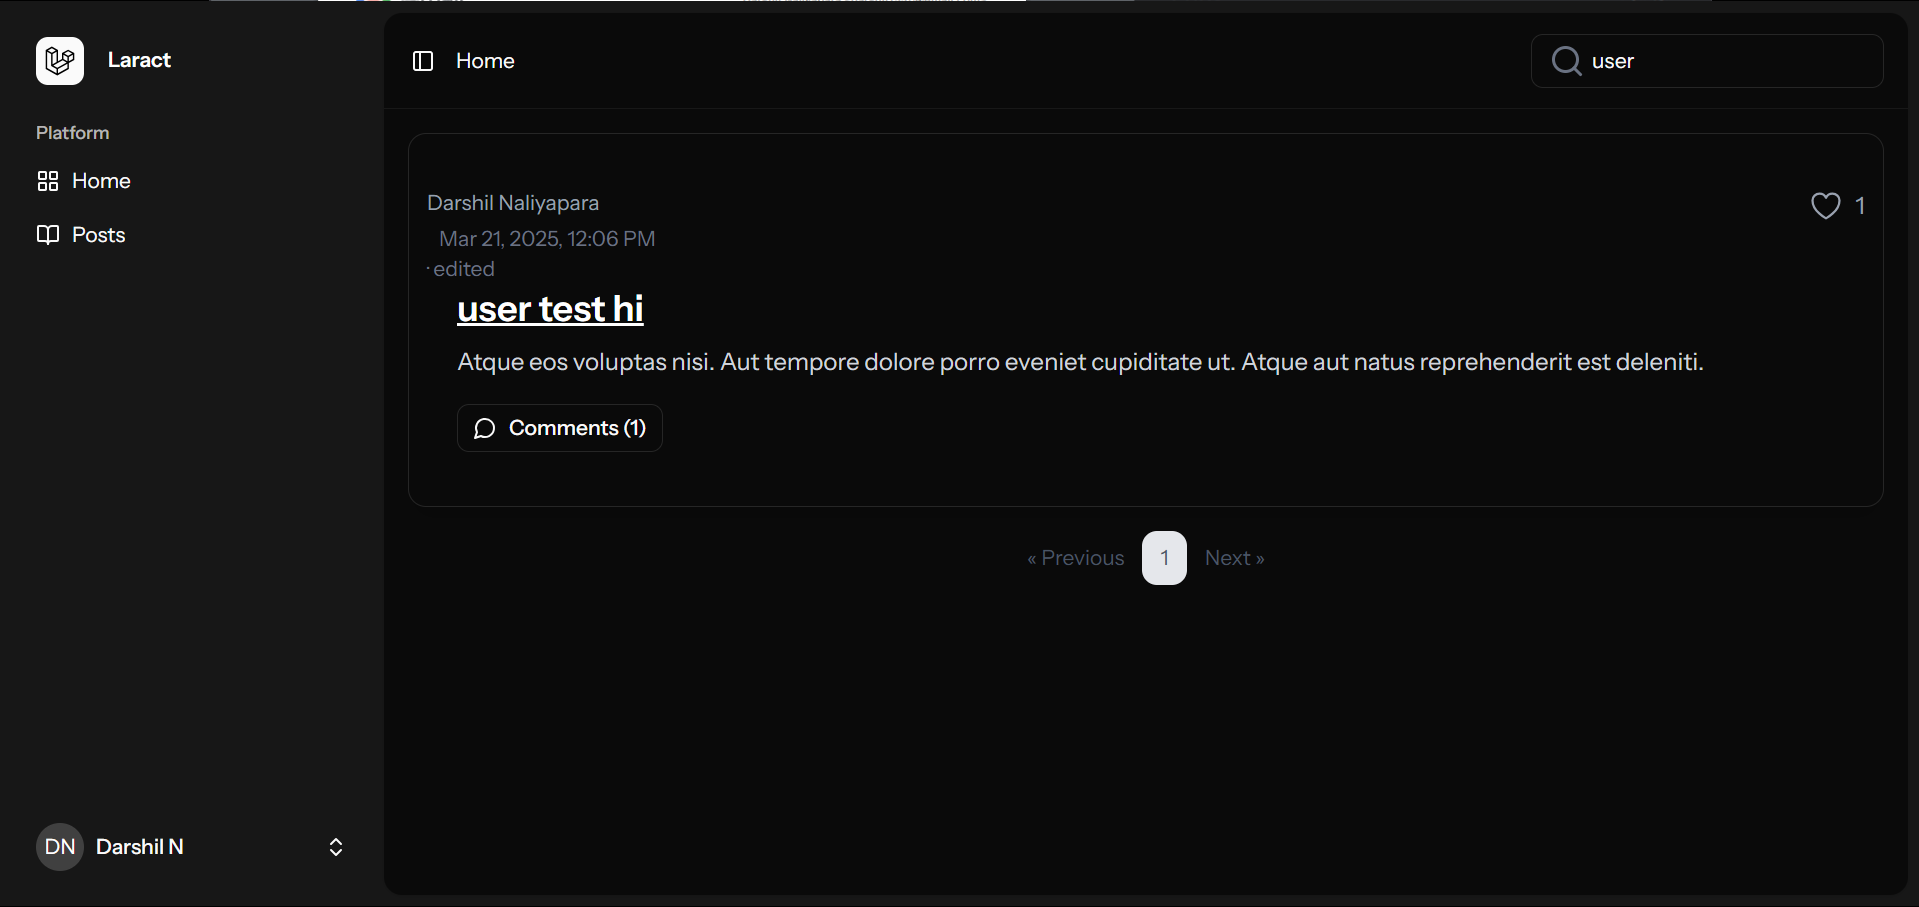 Laract
Platform
Home
Posts
DN Darshil N
Home
user
Darshil Naliyapara
1
Mar 21, 2025, 12:06 PM
· edited
user test hi
Atque eos voluptas nisi. Aut tempore dolore porro eveniet cupiditate ut. Atque aut natus reprehenderit est deleniti.
Comments (1)
« Previous 1 Next »